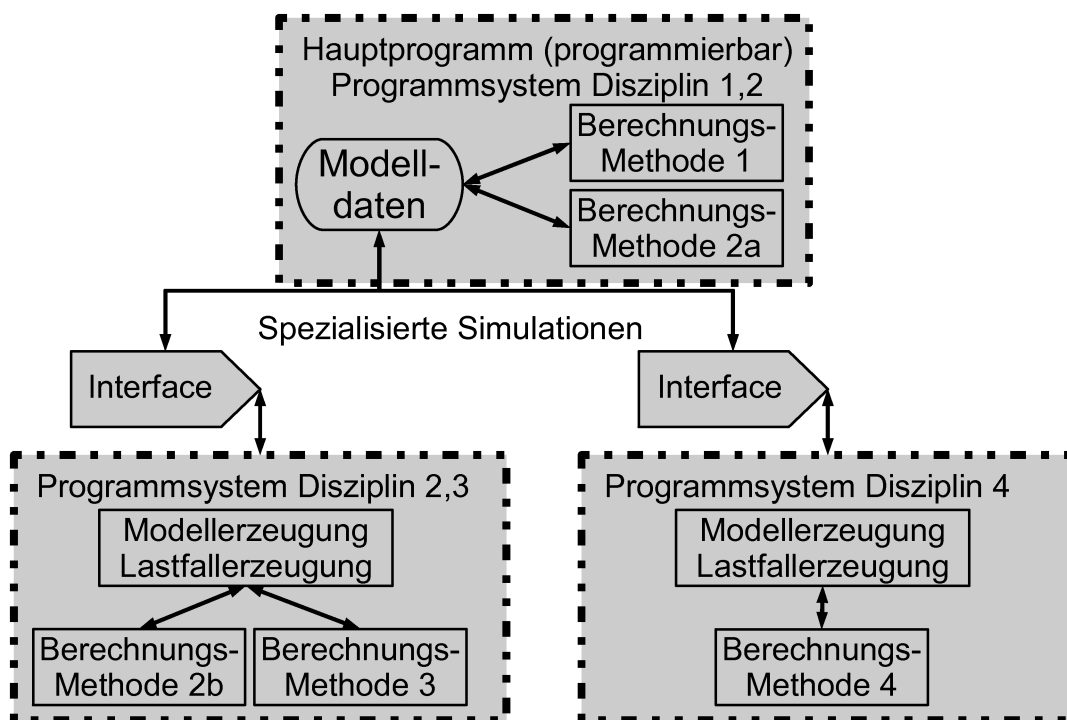 Hauptprogramm (programmierbar)
Programmsystem Disziplin 1,2
Modell-
daten
Berechnungs-
Methode 1
Berechnungs-
Methode 2a
Spezialisierte Simulationen
Interface
Interface
Programmsystem Disziplin 2,3
Modellerzeugung
Lastfallerzeugung
Berechnungs-
Methode 2b
Berechnungs-
Methode 3
Programmsystem Disziplin 4
Modellerzeugung
Lastfallerzeugung
Berechnungs-
Methode 4